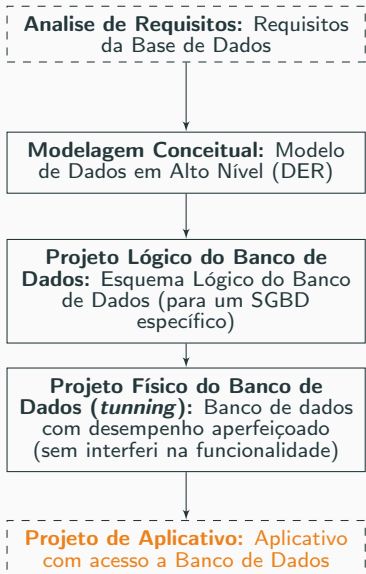 Analise de Requisitos: Requisitos
da Base de Dados
Modelagem Conceitual: Modelo
de Dados em Alto Nível (DER)
Projeto Lógico do Banco de
Dados: Esquema Lógico do Banco
de Dados (para um SGBD
específico)
Projeto Físico do Banco de
Dados (tunning): Banco de dados
com desempenho aperfeiçoado
(sem interferi na funcionalidade)
Projeto de Aplicativo: Aplicativo
com acesso a Banco de Dados